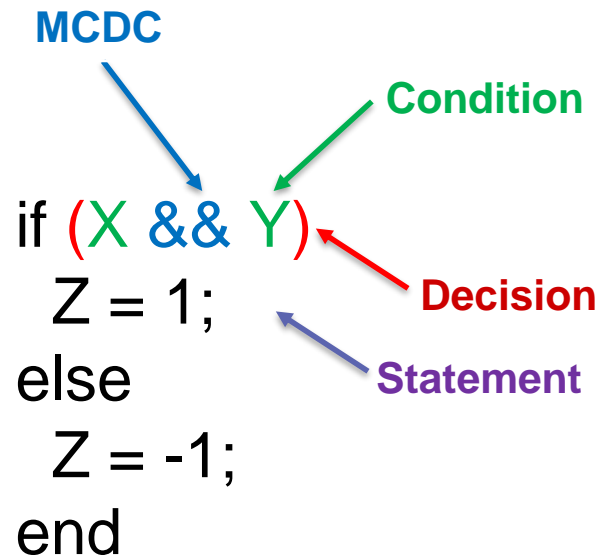 MCDC
Condition
if (X && Y)
Decision
Z = 1;
Statement
else
Z = -1;
end